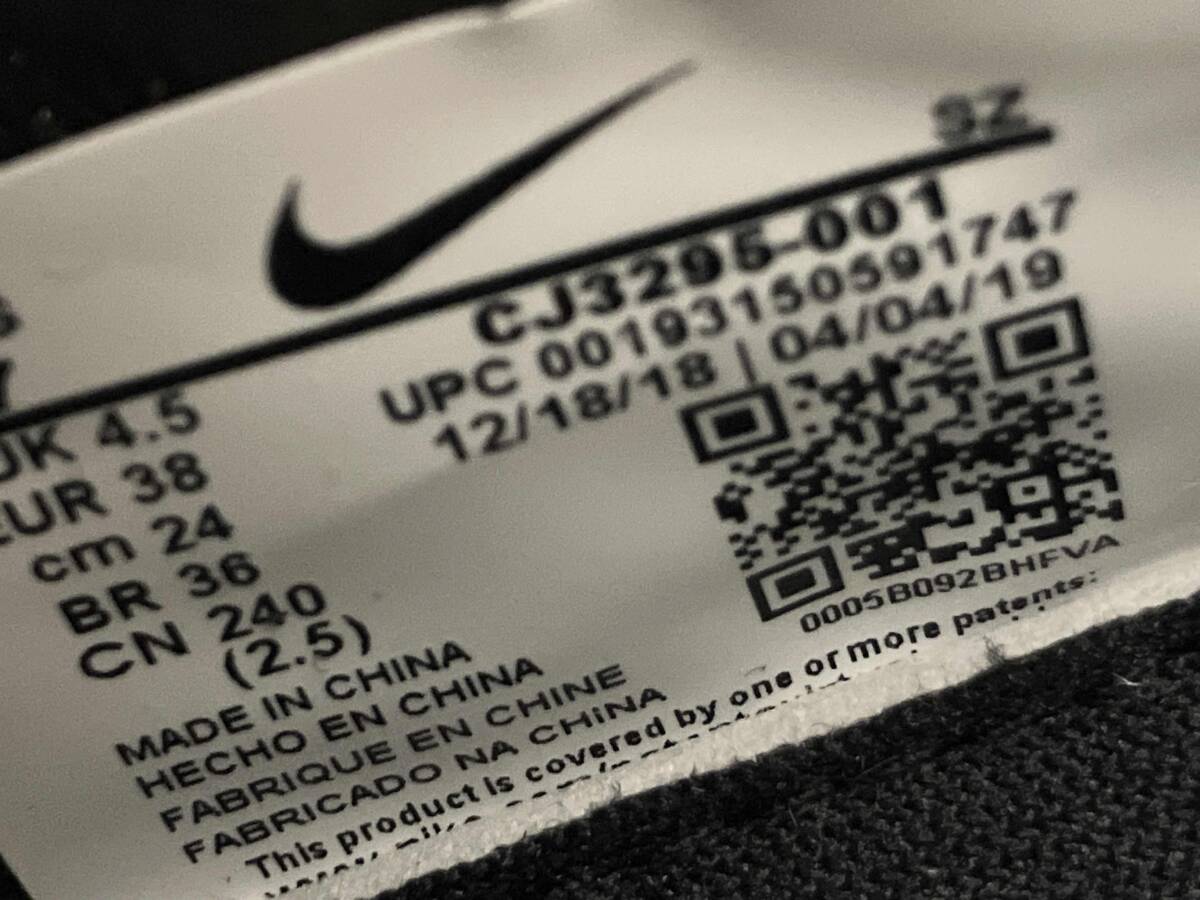 SZ
CJ3295-001
UPC 00193150591747
12/18/18 | 04/04/19
7
UK 4.5
EUR 38
cm 24
BR 36
CN 240
(2.5)
0005B092BHFVA
MADE IN CHINA
HECHO EN CHINA
FABRIQUE EN CHINE
FABRICADO NA CHiNA
This product is covered by one or more patents: